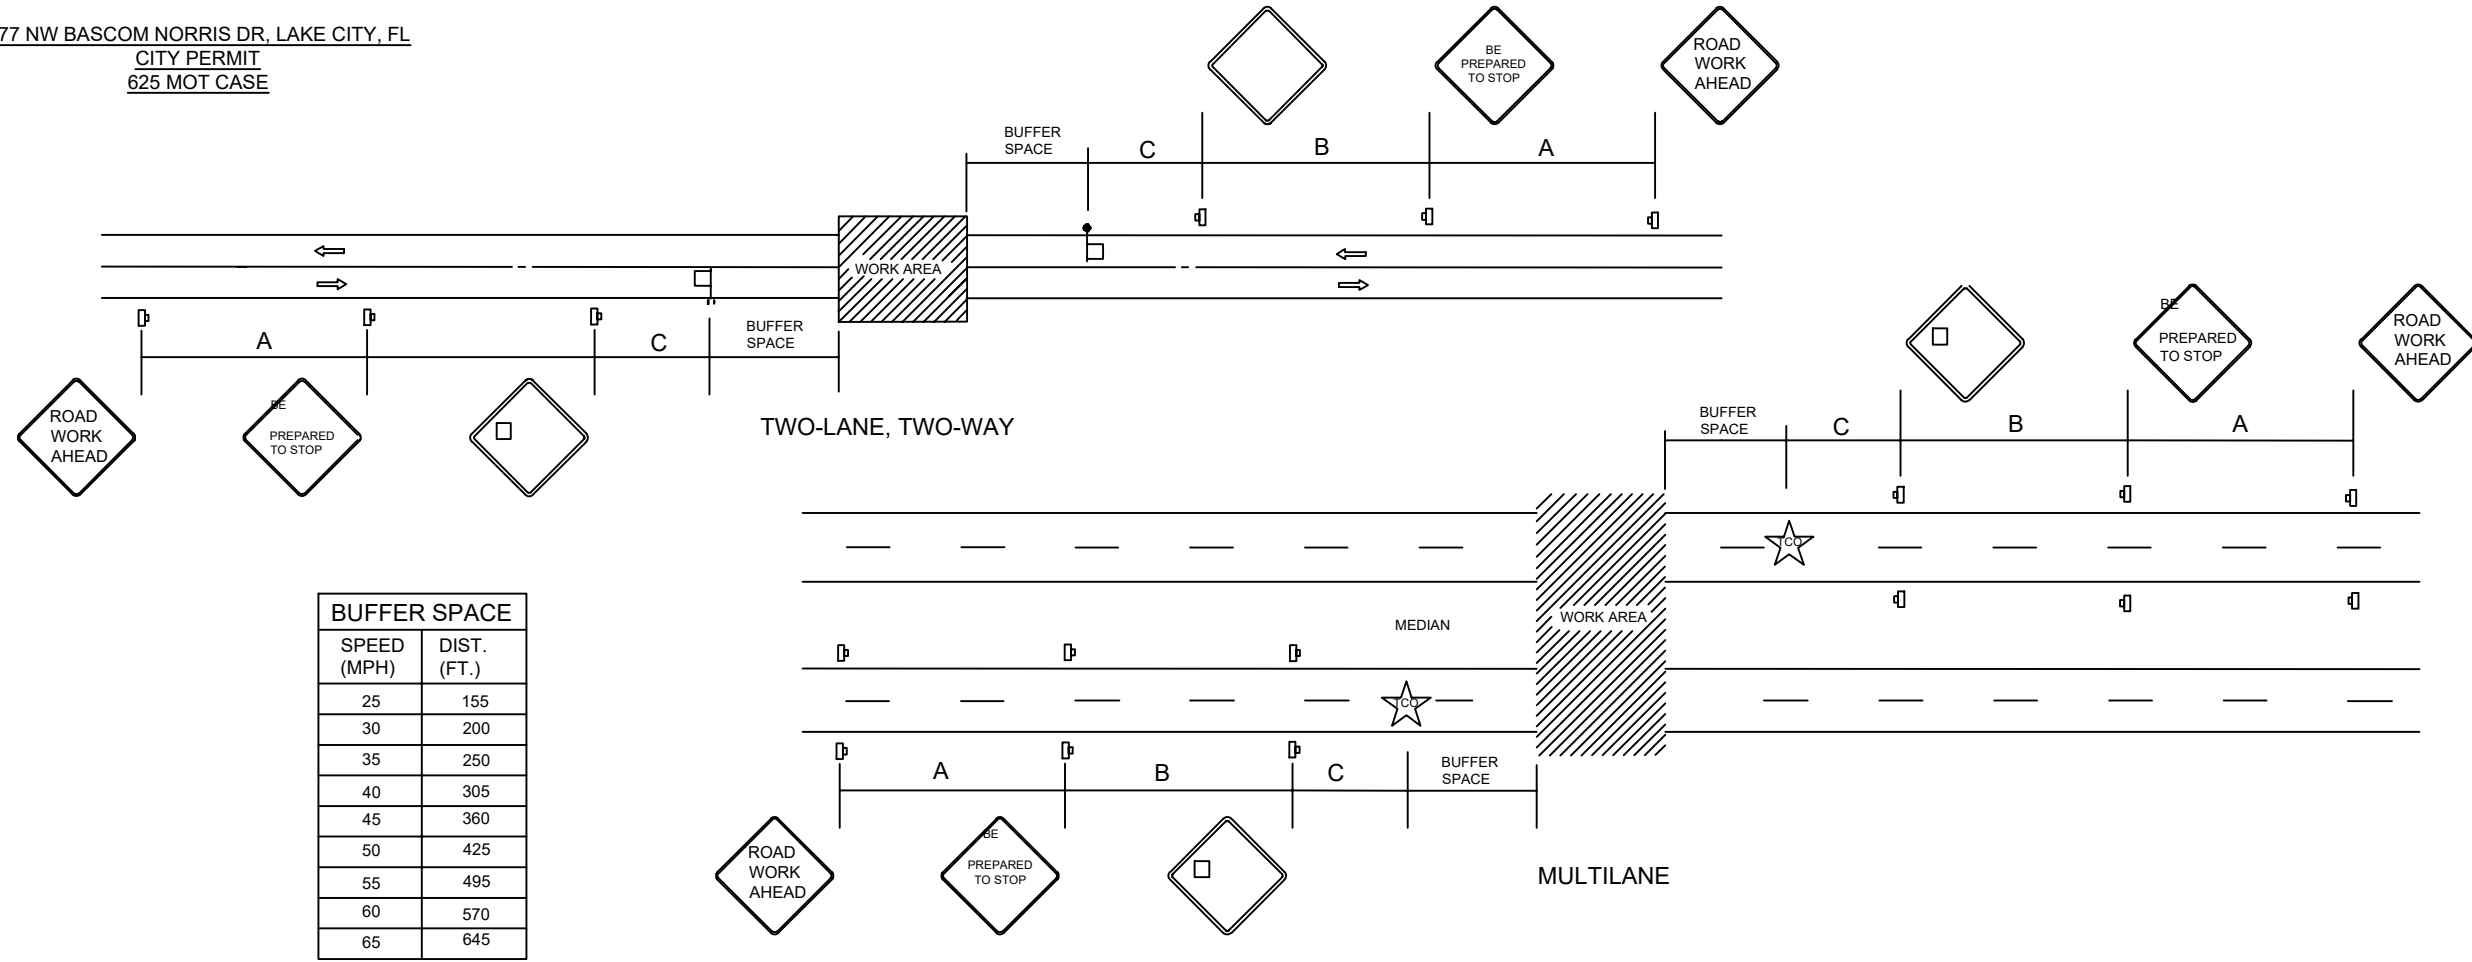 77 NW BASCOM NORRIS DR, LAKE CITY, FL
CITY PERMIT
625 MOT CASE
BE
PREPARED
TO STOP
ROAD
WORK
AHEAD
BUFFER
SPACE
C
B
A
WORK AREA
A
C
BUFFER
SPACE
ROAD
WORK
AHEAD
BE
PREPARED
TO STOP
TWO-LANE, TWO-WAY
BE
PREPARED
TO STOP
ROAD
WORK
AHEAD
BUFFER
SPACE
C
B
A
TCO
MEDIAN
WORK AREA
TCO
A
B
C
BUFFER
SPACE
ROAD
WORK
AHEAD
BE
PREPARED
TO STOP
MULTILANE
BUFFER SPACE
SPEED (MPH) DIST. (FT.)
25 155
30 200
35 250
40 305
45 360
50 425
55 495
60 570
65 645